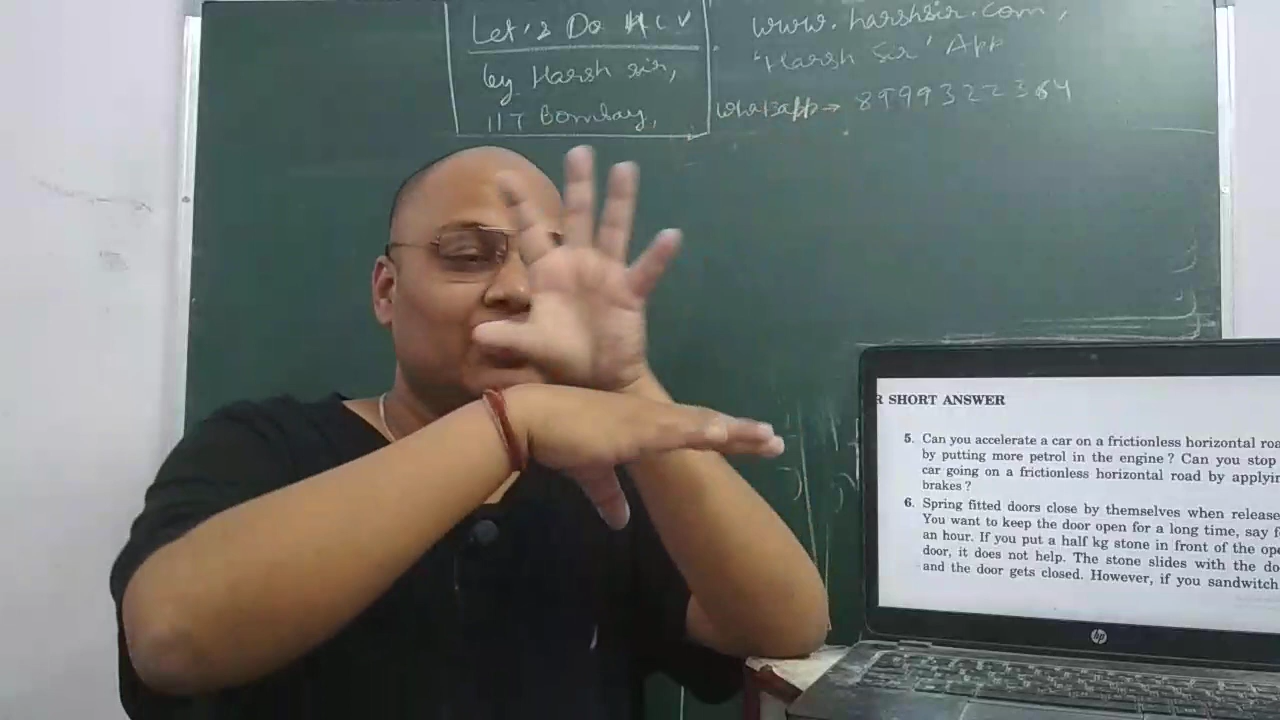 Let's Do HCV
by Harsh sir,
IIT Bombay,
www.harshsir.com,
'Harsh Sir' App
Whatsapp → 8999322364
R SHORT ANSWER
5. Can you accelerate a car on a frictionless horizontal roa
by putting more petrol in the engine ? Can you stop
car going on a frictionless horizontal road by applyin
brakes ?
6. Spring fitted doors close by themselves when release
You want to keep the door open for a long time, say f
an hour. If you put a half kg stone in front of the ope
door, it does not help. The stone slides with the do
and the door gets closed. However, if you sandwitch
hp